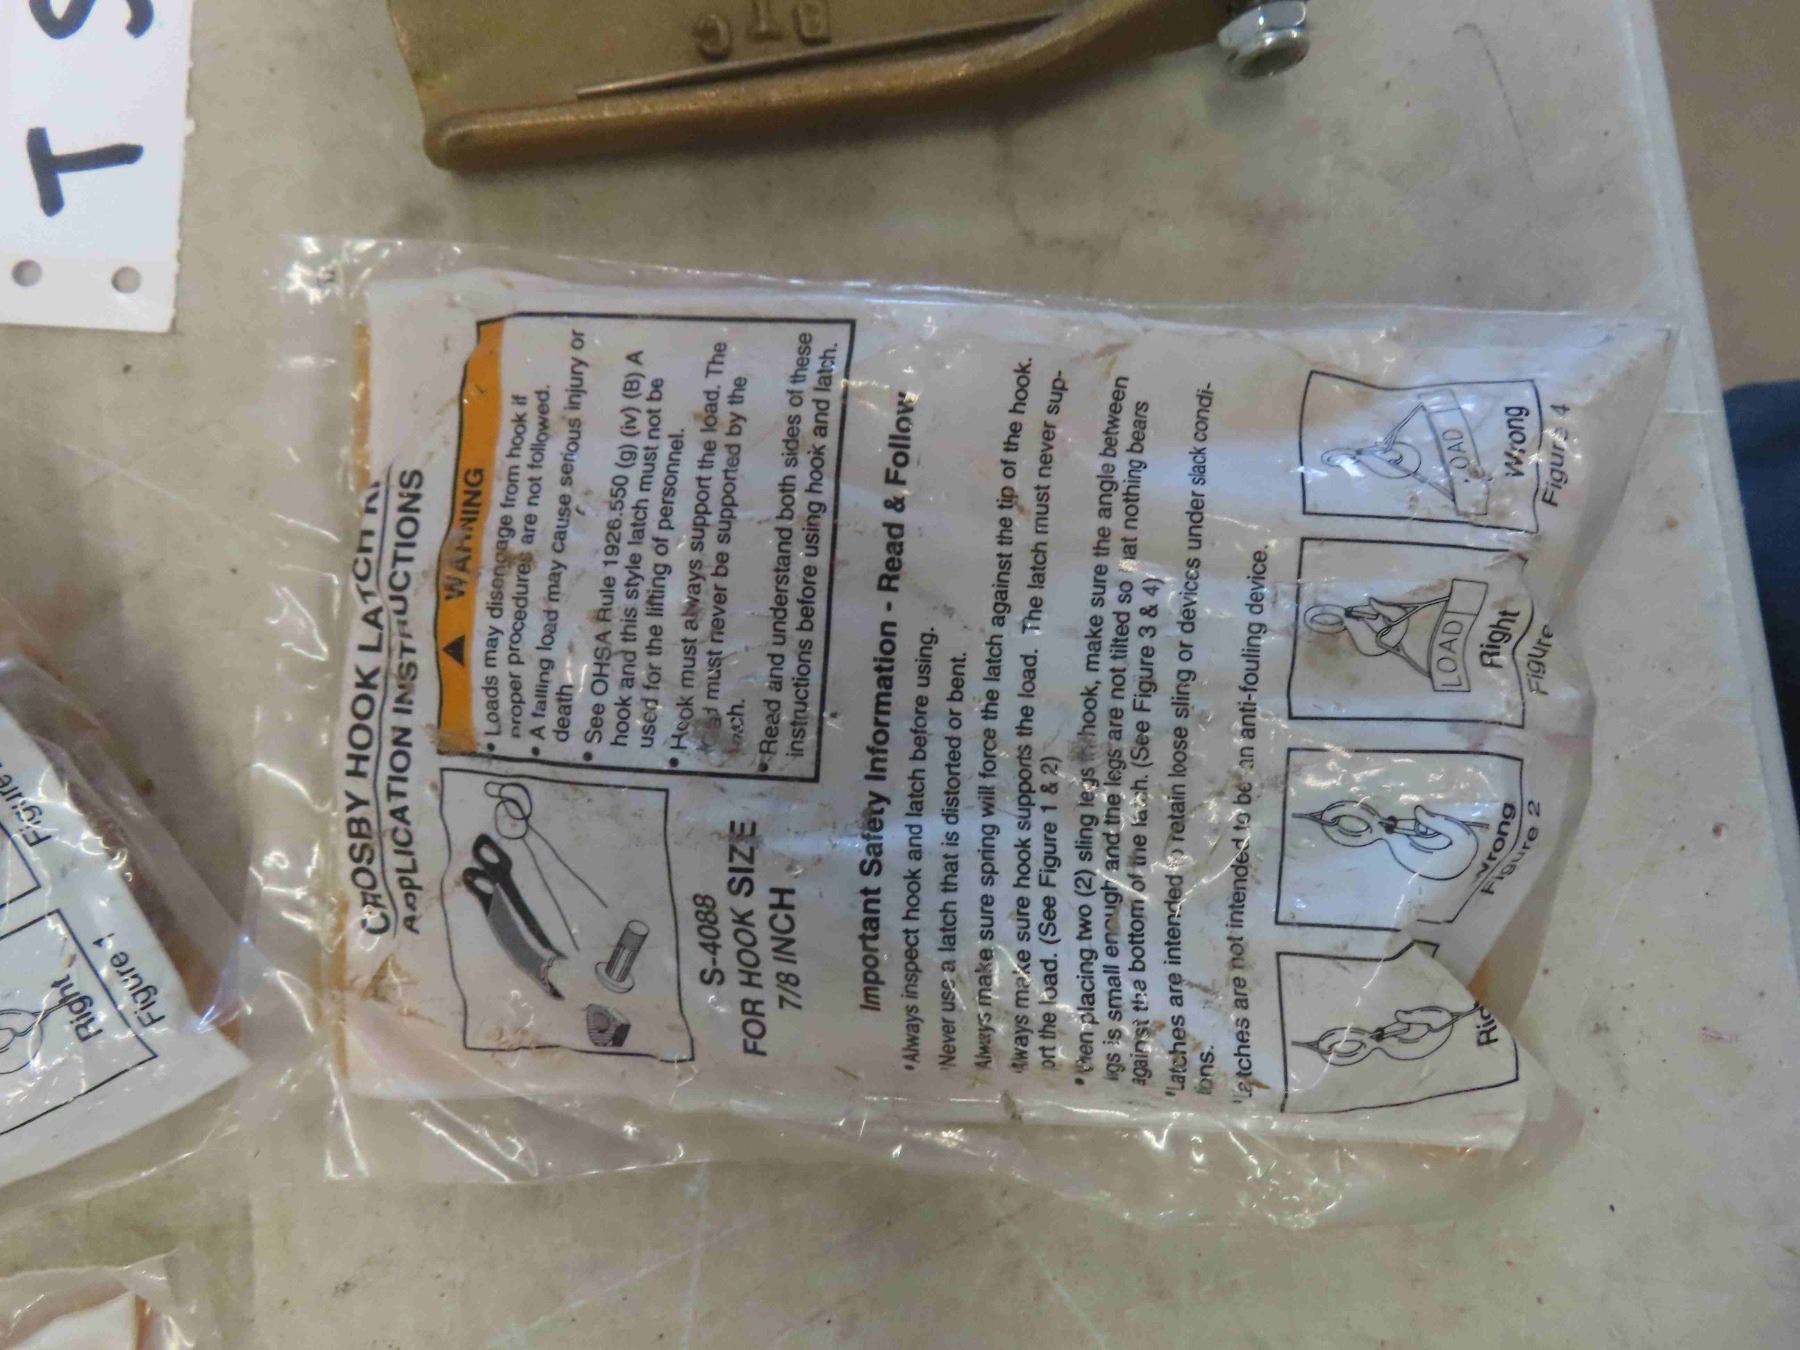 CROSBY HOOK LATCH
APPLICATION INSTRUCTIONS
WARNING
• Loads may disengage from hook if
proper procedures are not followed.
• A falling load may cause serious injury or
death
• See OHSA Rule 1926.550 (g) (iv) (B) A
hook and this style latch must not be
used for the lifting of personnel.
• Hook must always support the load. The
load must never be supported by the
latch.
• Read and understand both sides of these
instructions before using hook and latch.
S-4088
FOR HOOK SIZE
7/8 INCH
Important Safety Information - Read & Follow
• Always inspect hook and latch before using.
Never use a latch that is distorted or bent.
Always make sure spring will force the latch against the tip of the hook.
Always make sure hook supports the load. The latch must never sup-
ort the load. (See Figure 1 & 2)
• When placing two (2) sling legs hook, make sure the angle between
legs is small enough and the legs are not tilted so that nothing bears
against the bottom of the latch. (See Figure 3 & 4)
Latches are intended to retain loose sling or devices under slack condi-
tions.
Latches are not intended to be an anti-fouling device.
Ric
Wrong
Figure 2
LOAD
Right
Figure
LOAD
Wrong
Figure 4
Right
Figure 1
Figure
T S
BTC